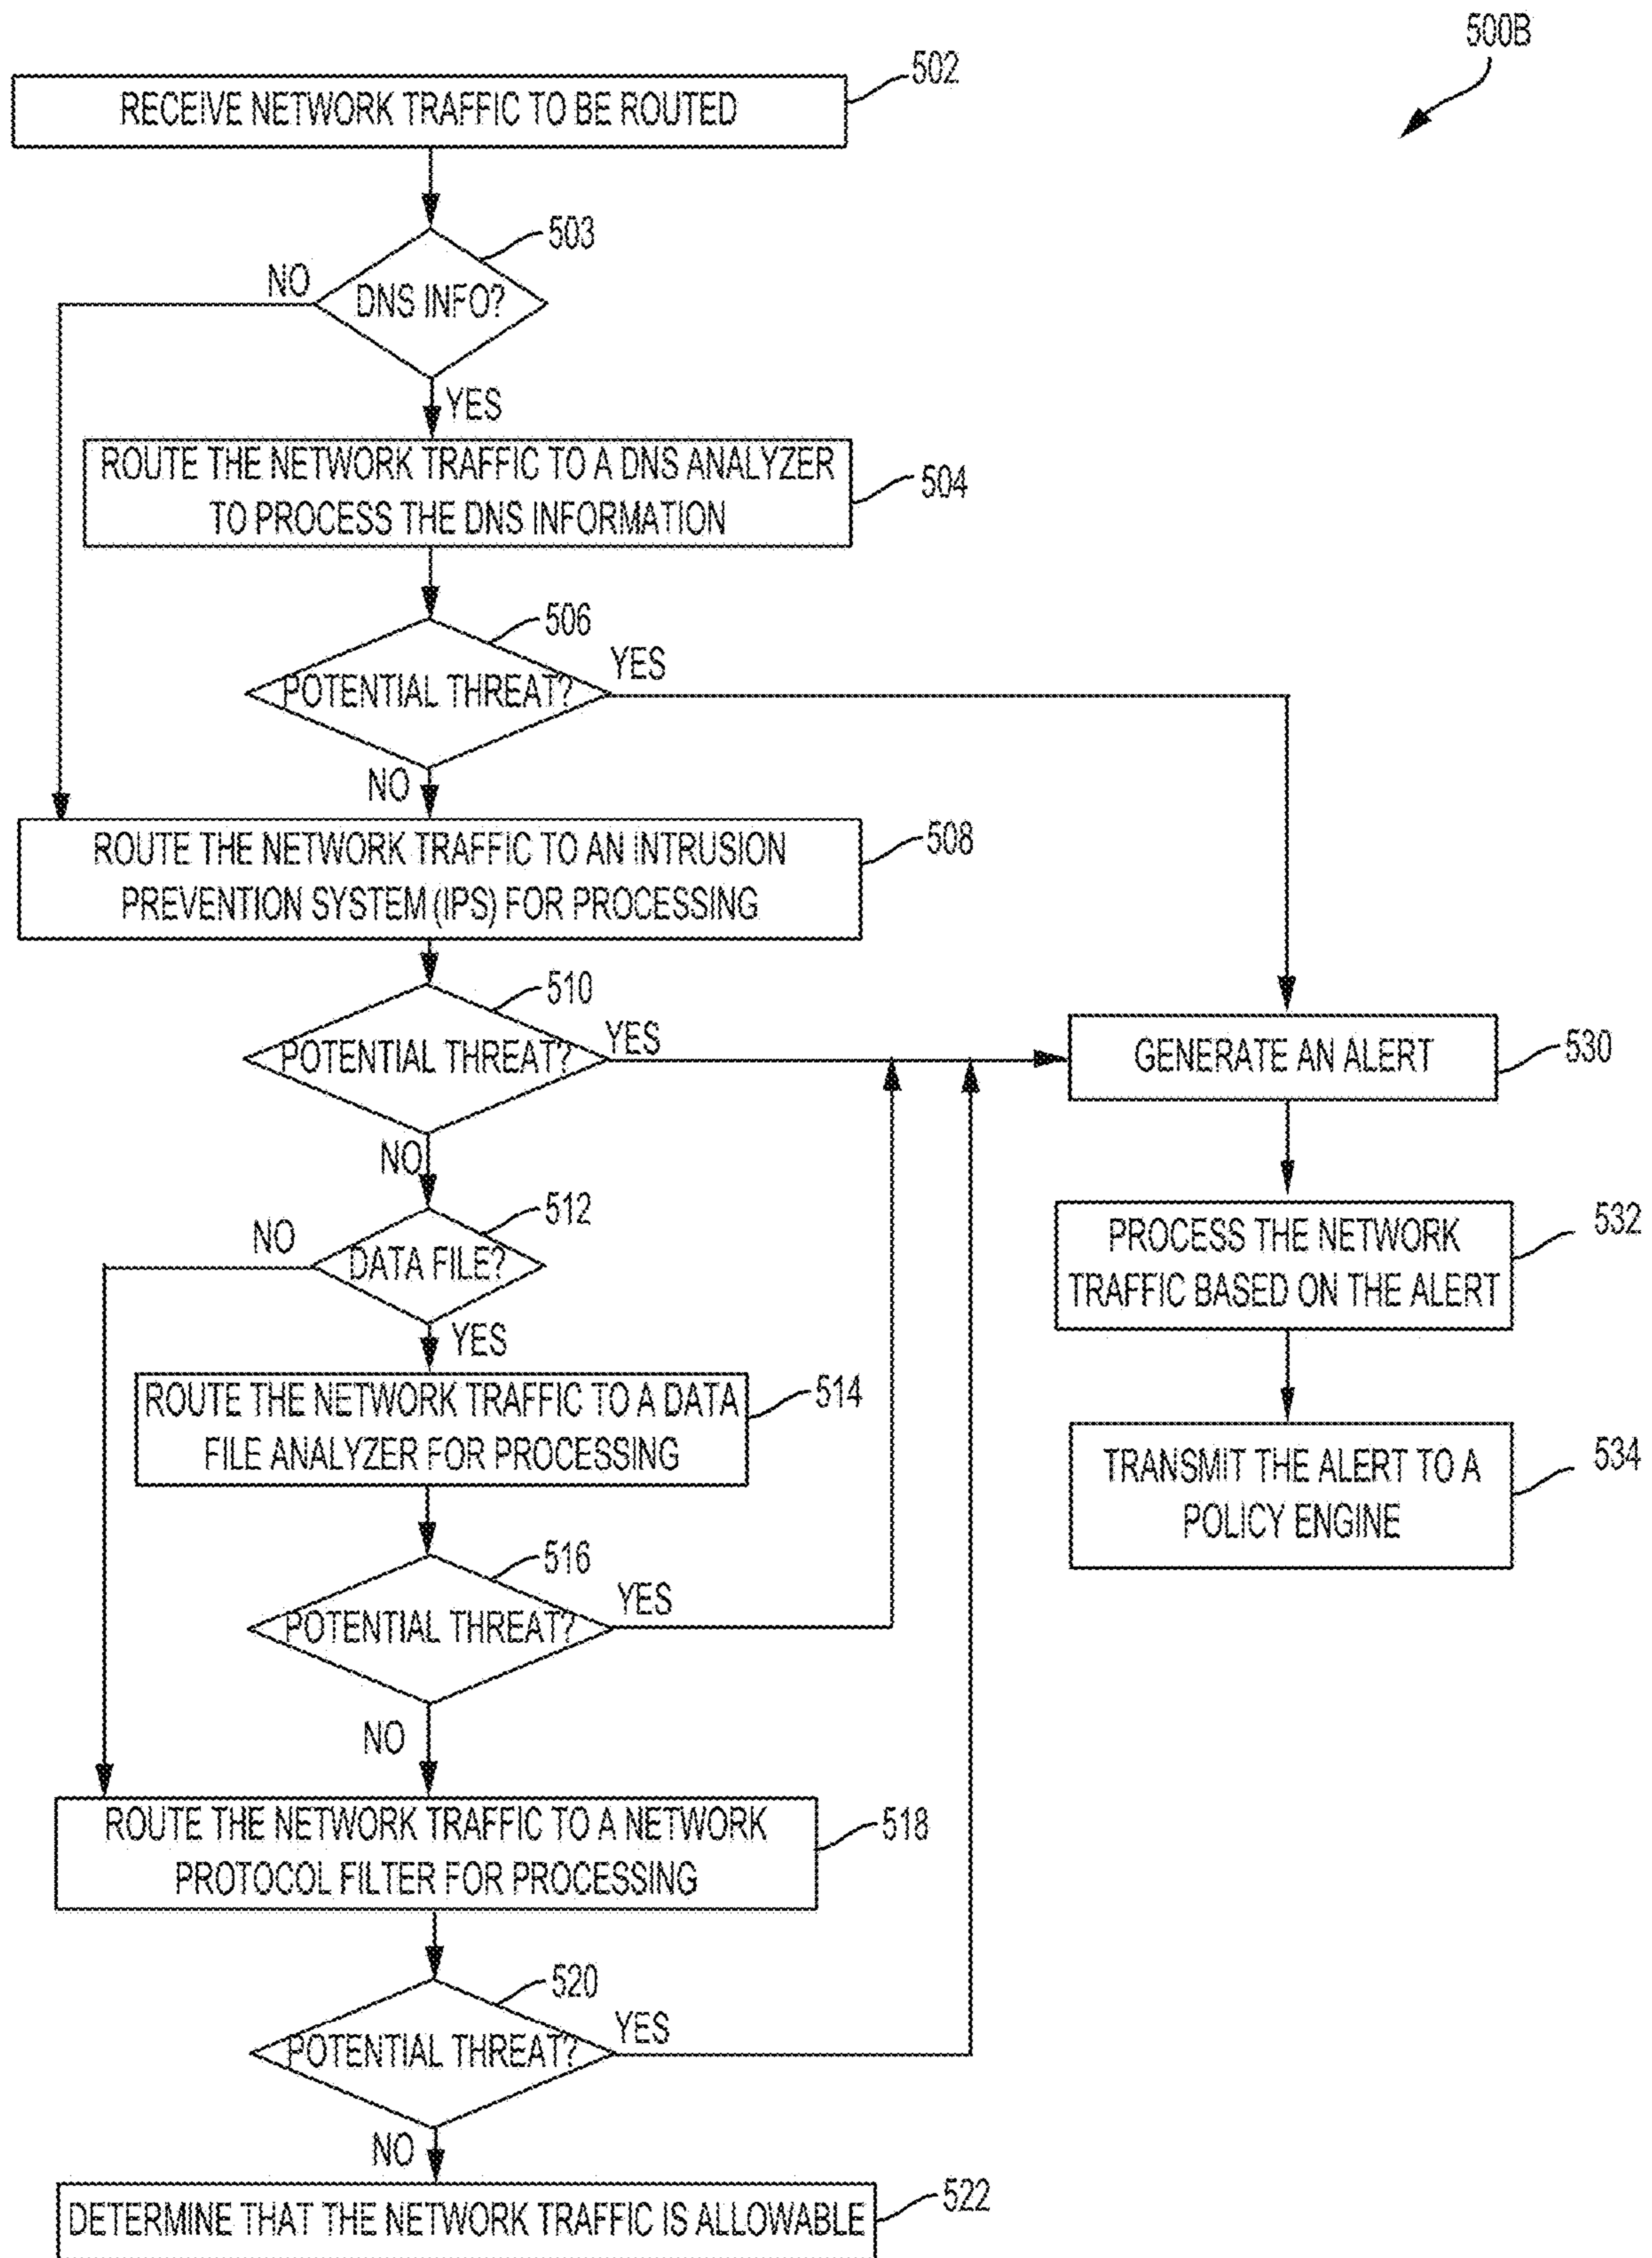 500B
RECEIVE NETWORK TRAFFIC TO BE ROUTED
502
503
DNS INFO?
NO
YES
ROUTE THE NETWORK TRAFFIC TO A DNS ANALYZER
TO PROCESS THE DNS INFORMATION
504
506
POTENTIAL THREAT?
YES
NO
ROUTE THE NETWORK TRAFFIC TO AN INTRUSION
PREVENTION SYSTEM (IPS) FOR PROCESSING
508
510
POTENTIAL THREAT?
YES
NO
512
DATA FILE?
NO
YES
ROUTE THE NETWORK TRAFFIC TO A DATA
FILE ANALYZER FOR PROCESSING
514
516
POTENTIAL THREAT?
YES
NO
ROUTE THE NETWORK TRAFFIC TO A NETWORK
PROTOCOL FILTER FOR PROCESSING
518
520
POTENTIAL THREAT?
YES
NO
DETERMINE THAT THE NETWORK TRAFFIC IS ALLOWABLE
522
GENERATE AN ALERT
530
PROCESS THE NETWORK
TRAFFIC BASED ON THE ALERT
532
TRANSMIT THE ALERT TO A
POLICY ENGINE
534